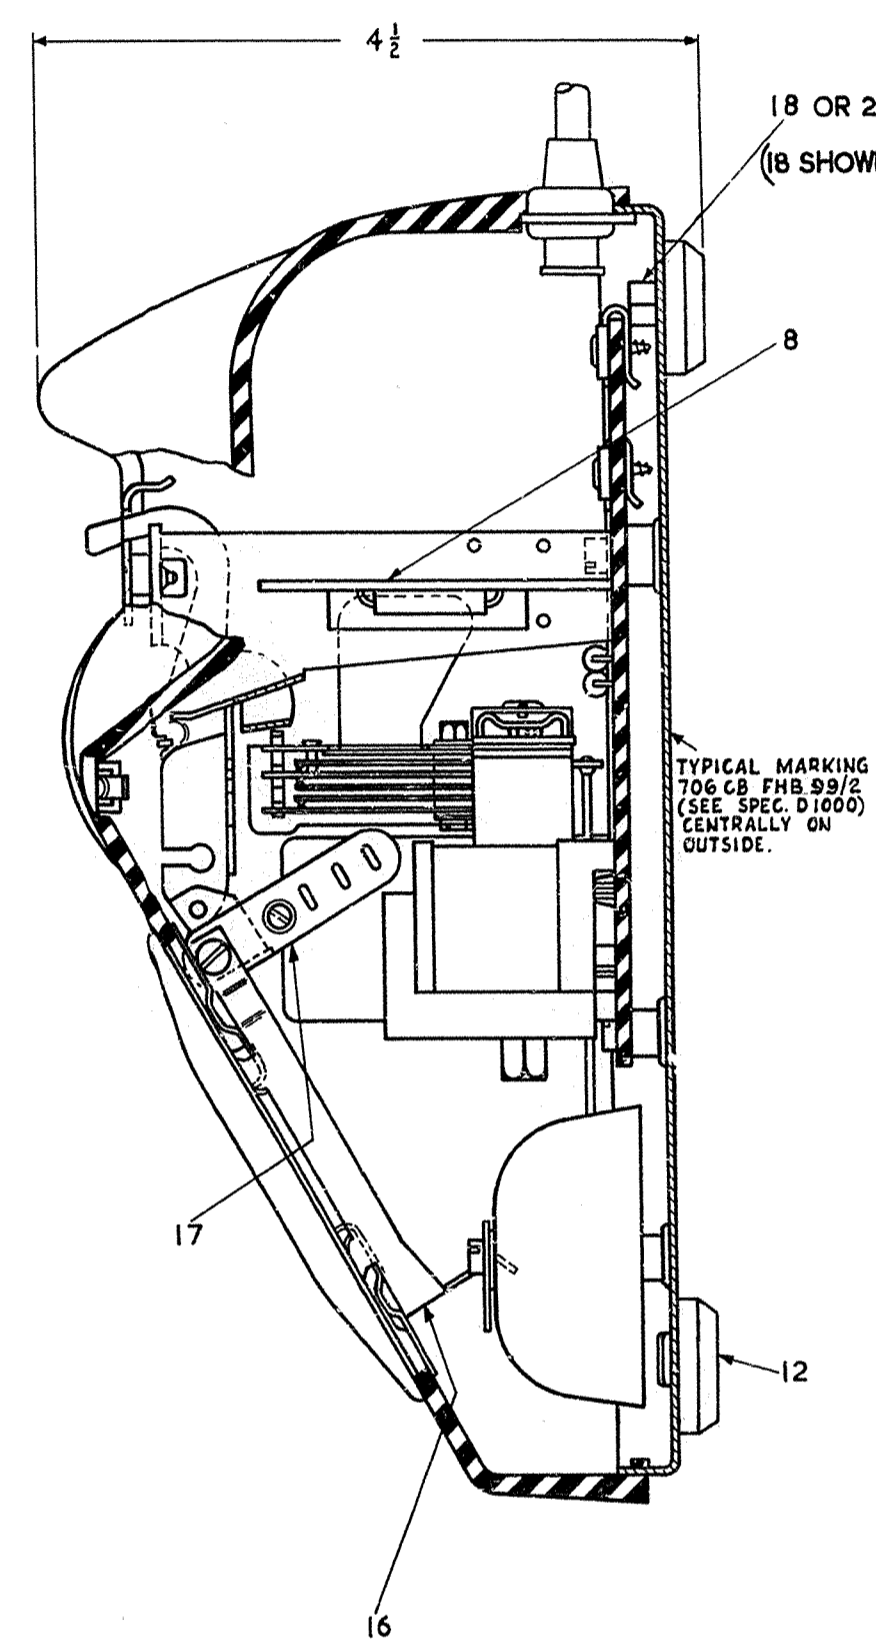 4 1/2
18 OR 2
(18 SHOW
8
TYPICAL MARKING
706 CB FHB 99/2
(SEE SPEC. D1000)
CENTRALLY ON
OUTSIDE.
17
12
16